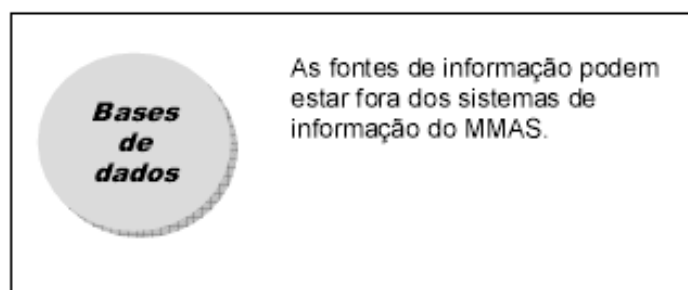 Bases
de
dados
As fontes de informação podem
estar fora dos sistemas de
informação do MMAS.